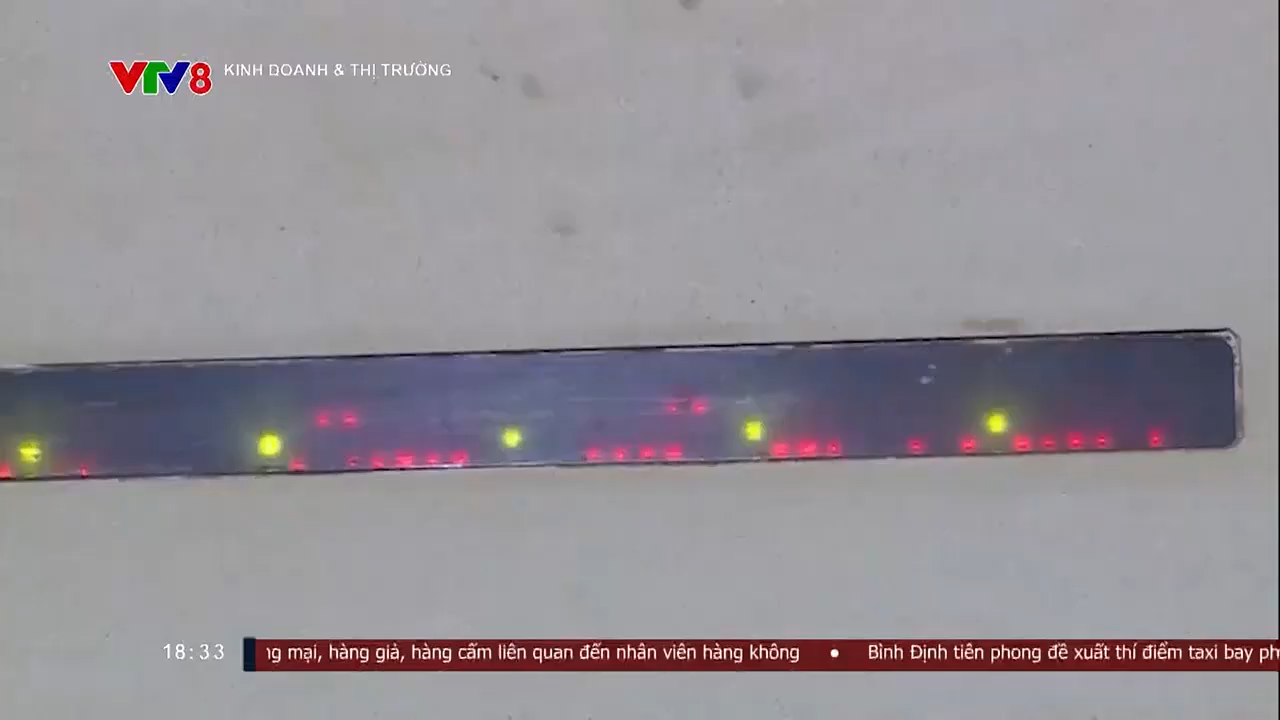 VTV8 KINH DOANH & THỊ TRƯỜNG
18:33 mại, hàng giả, hàng cấm liên quan đến nhân viên hàng không • Bình Định tiên phong đề xuất thí điểm taxi bay